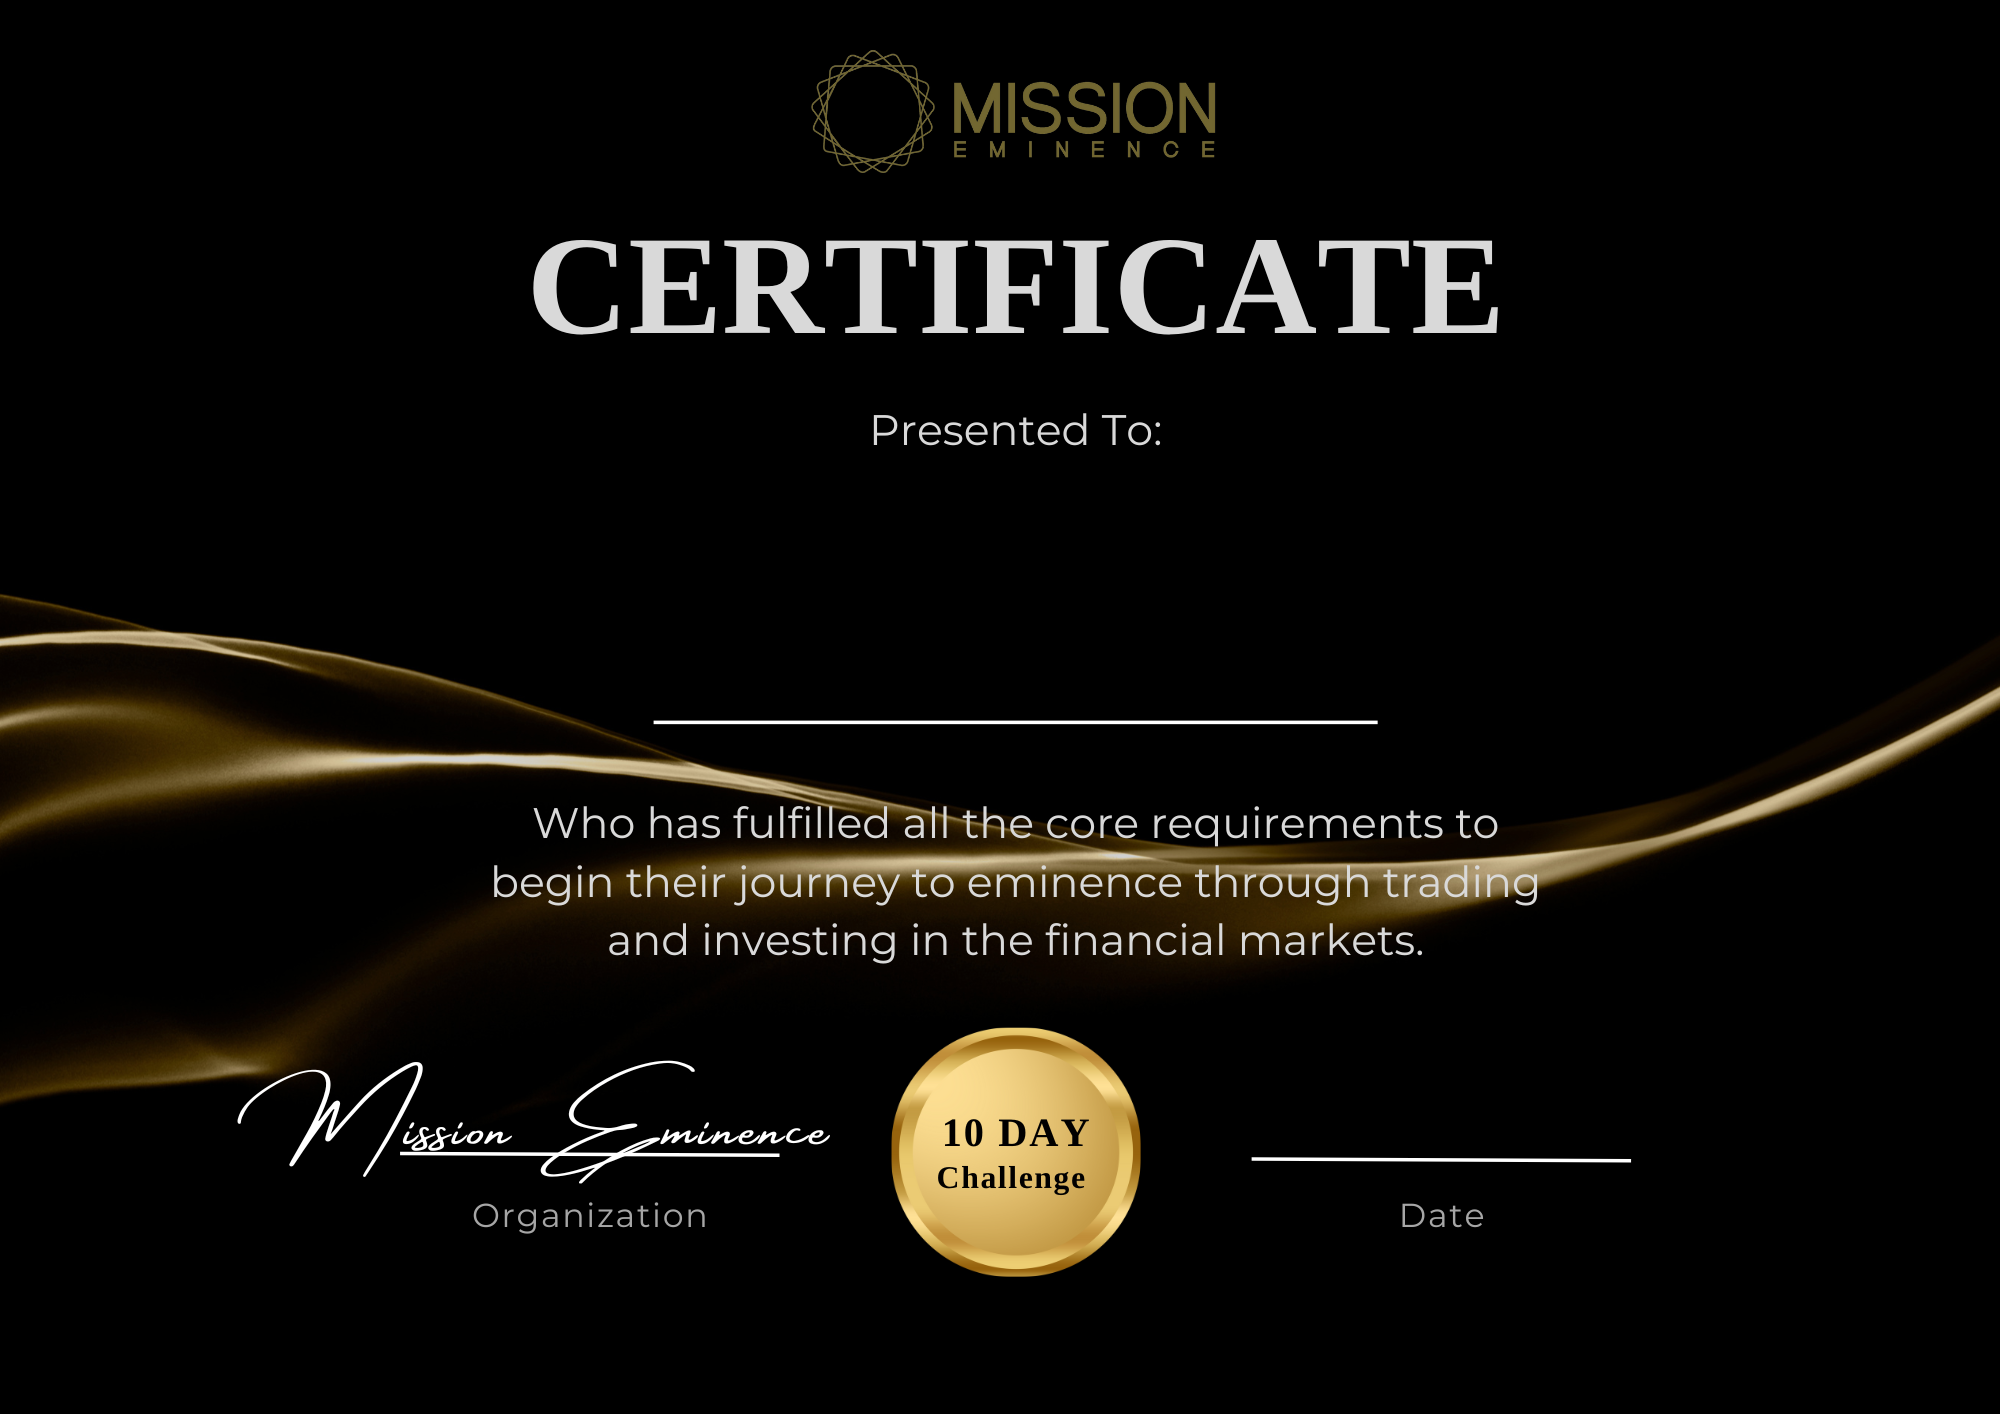 MISSION
EMINENCE
CERTIFICATE
Presented To:
Who has fulfilled all the core requirements to
begin their journey to eminence through trading
and investing in the financial markets.
Mission Eminence
Organization
10 DAY
Challenge
Date